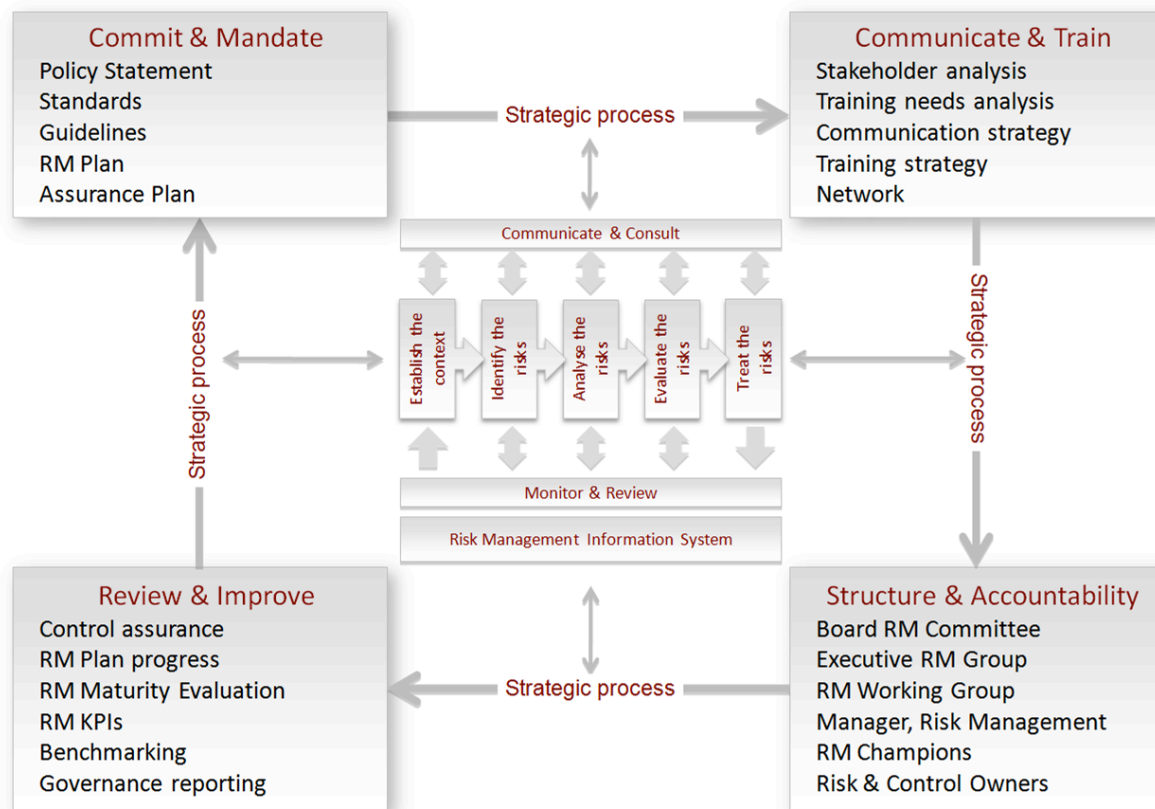 Commit & Mandate
Policy Statement
Standards
Guidelines
RM Plan
Assurance Plan
Strategic process
Communicate & Train
Stakeholder analysis
Training needs analysis
Communication strategy
Training strategy
Network
Communicate & Consult
Strategic process
Establish the
context
Identify the
risks
Analyse the
risks
Evaluate the
risks
Treat the
risks
Strategic process
Monitor & Review
Risk Management Information System
Review & Improve
Control assurance
RM Plan progress
RM Maturity Evaluation
RM KPIs
Benchmarking
Governance reporting
Strategic process
Structure & Accountability
Board RM Committee
Executive RM Group
RM Working Group
Manager, Risk Management
RM Champions
Risk & Control Owners